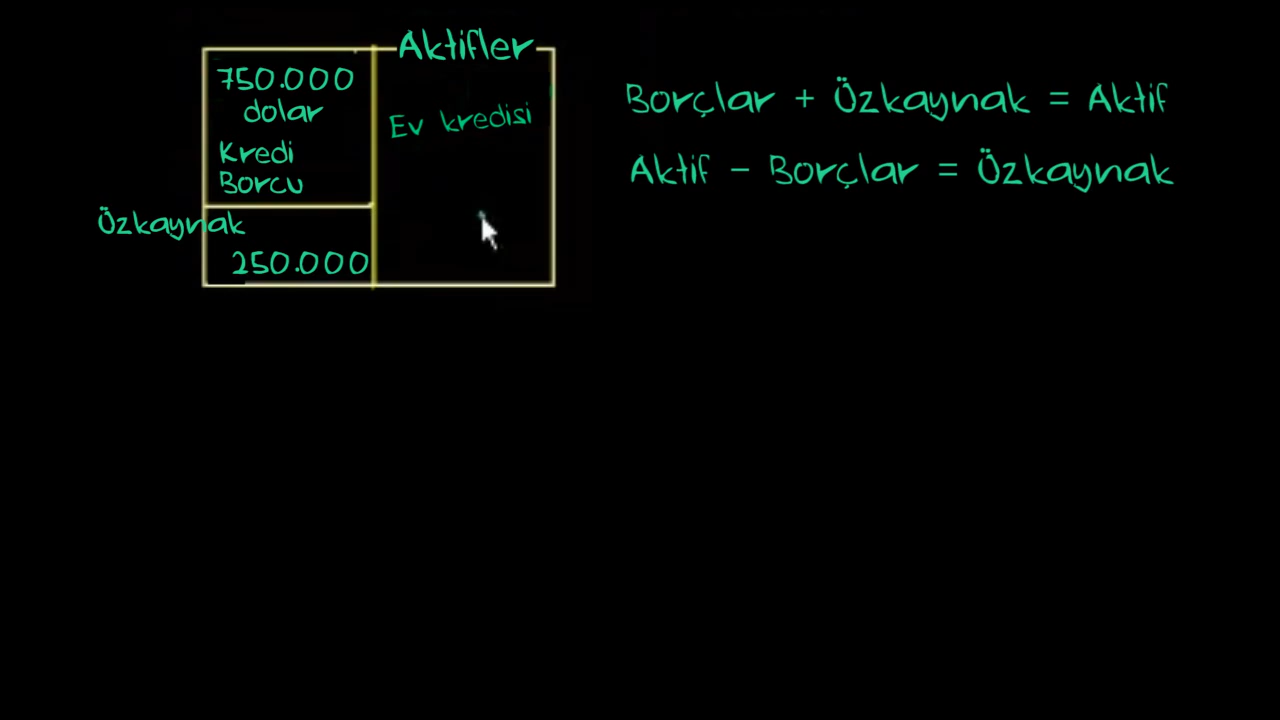 Aktifler
750.000
dolar
Kredi
Borcu
Ev kredisi
Özkaynak
250.000
Borçlar + Özkaynak = Aktif
Aktif - Borçlar = Özkaynak